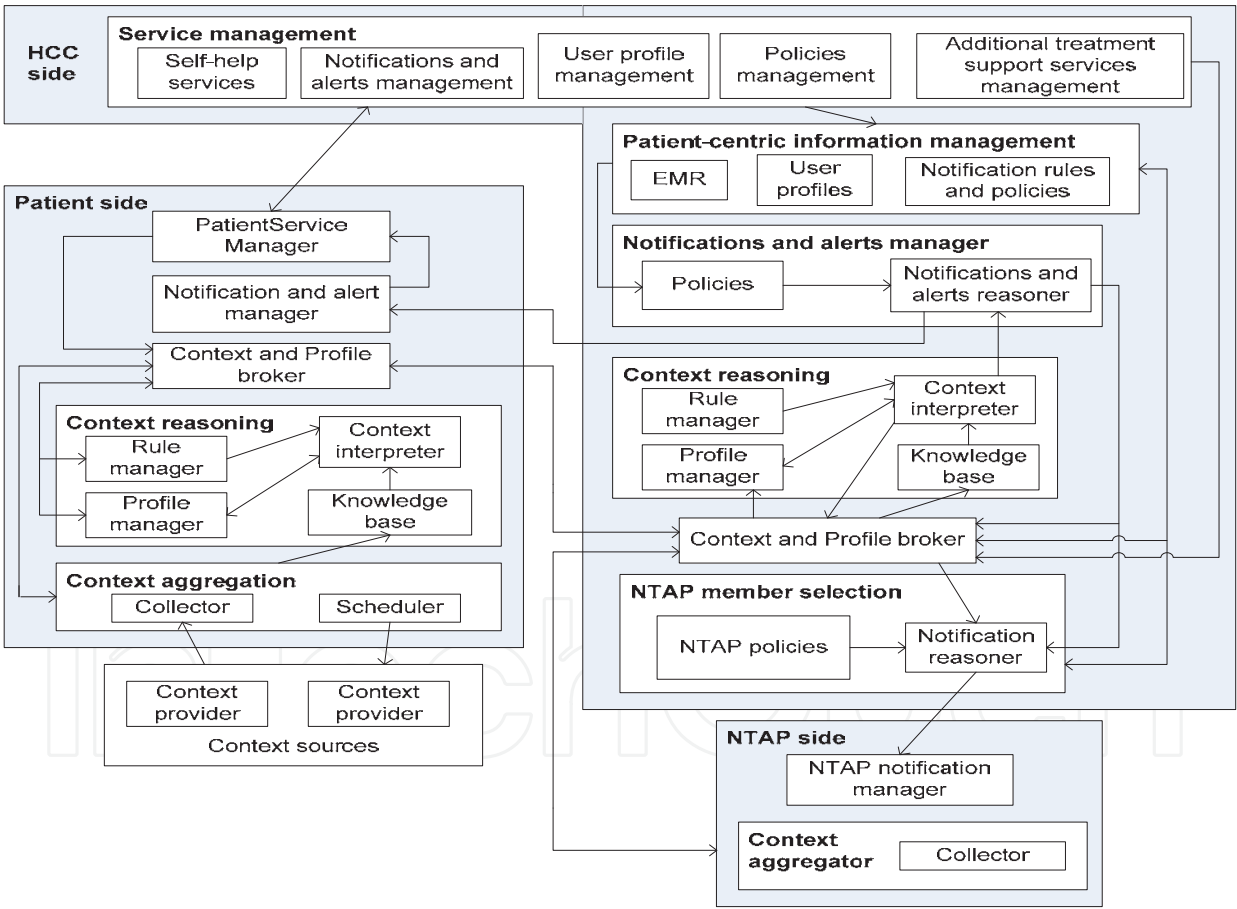 HCC
side
Service management
Self-help
services
Notifications and
alerts management
User profile
management
Policies
management
Additional treatment
support services
management
Patient-centric information management
EMR
User
profiles
Notification rules
and policies
Patient side
PatientService
Manager
Notification and alert
manager
Context and Profile
broker
Context reasoning
Rule
manager
Profile
manager
Context
interpreter
Knowledge
base
Context aggregation
Collector
Scheduler
Context
provider
Context
provider
Context sources
Notifications and alerts manager
Policies
Notifications and
alerts reasoner
Context reasoning
Rule
manager
Profile
manager
Context
interpreter
Knowledge
base
Context and Profile broker
NTAP member selection
NTAP policies
Notification
reasoner
NTAP side
NTAP notification
manager
Context
aggregator
Collector